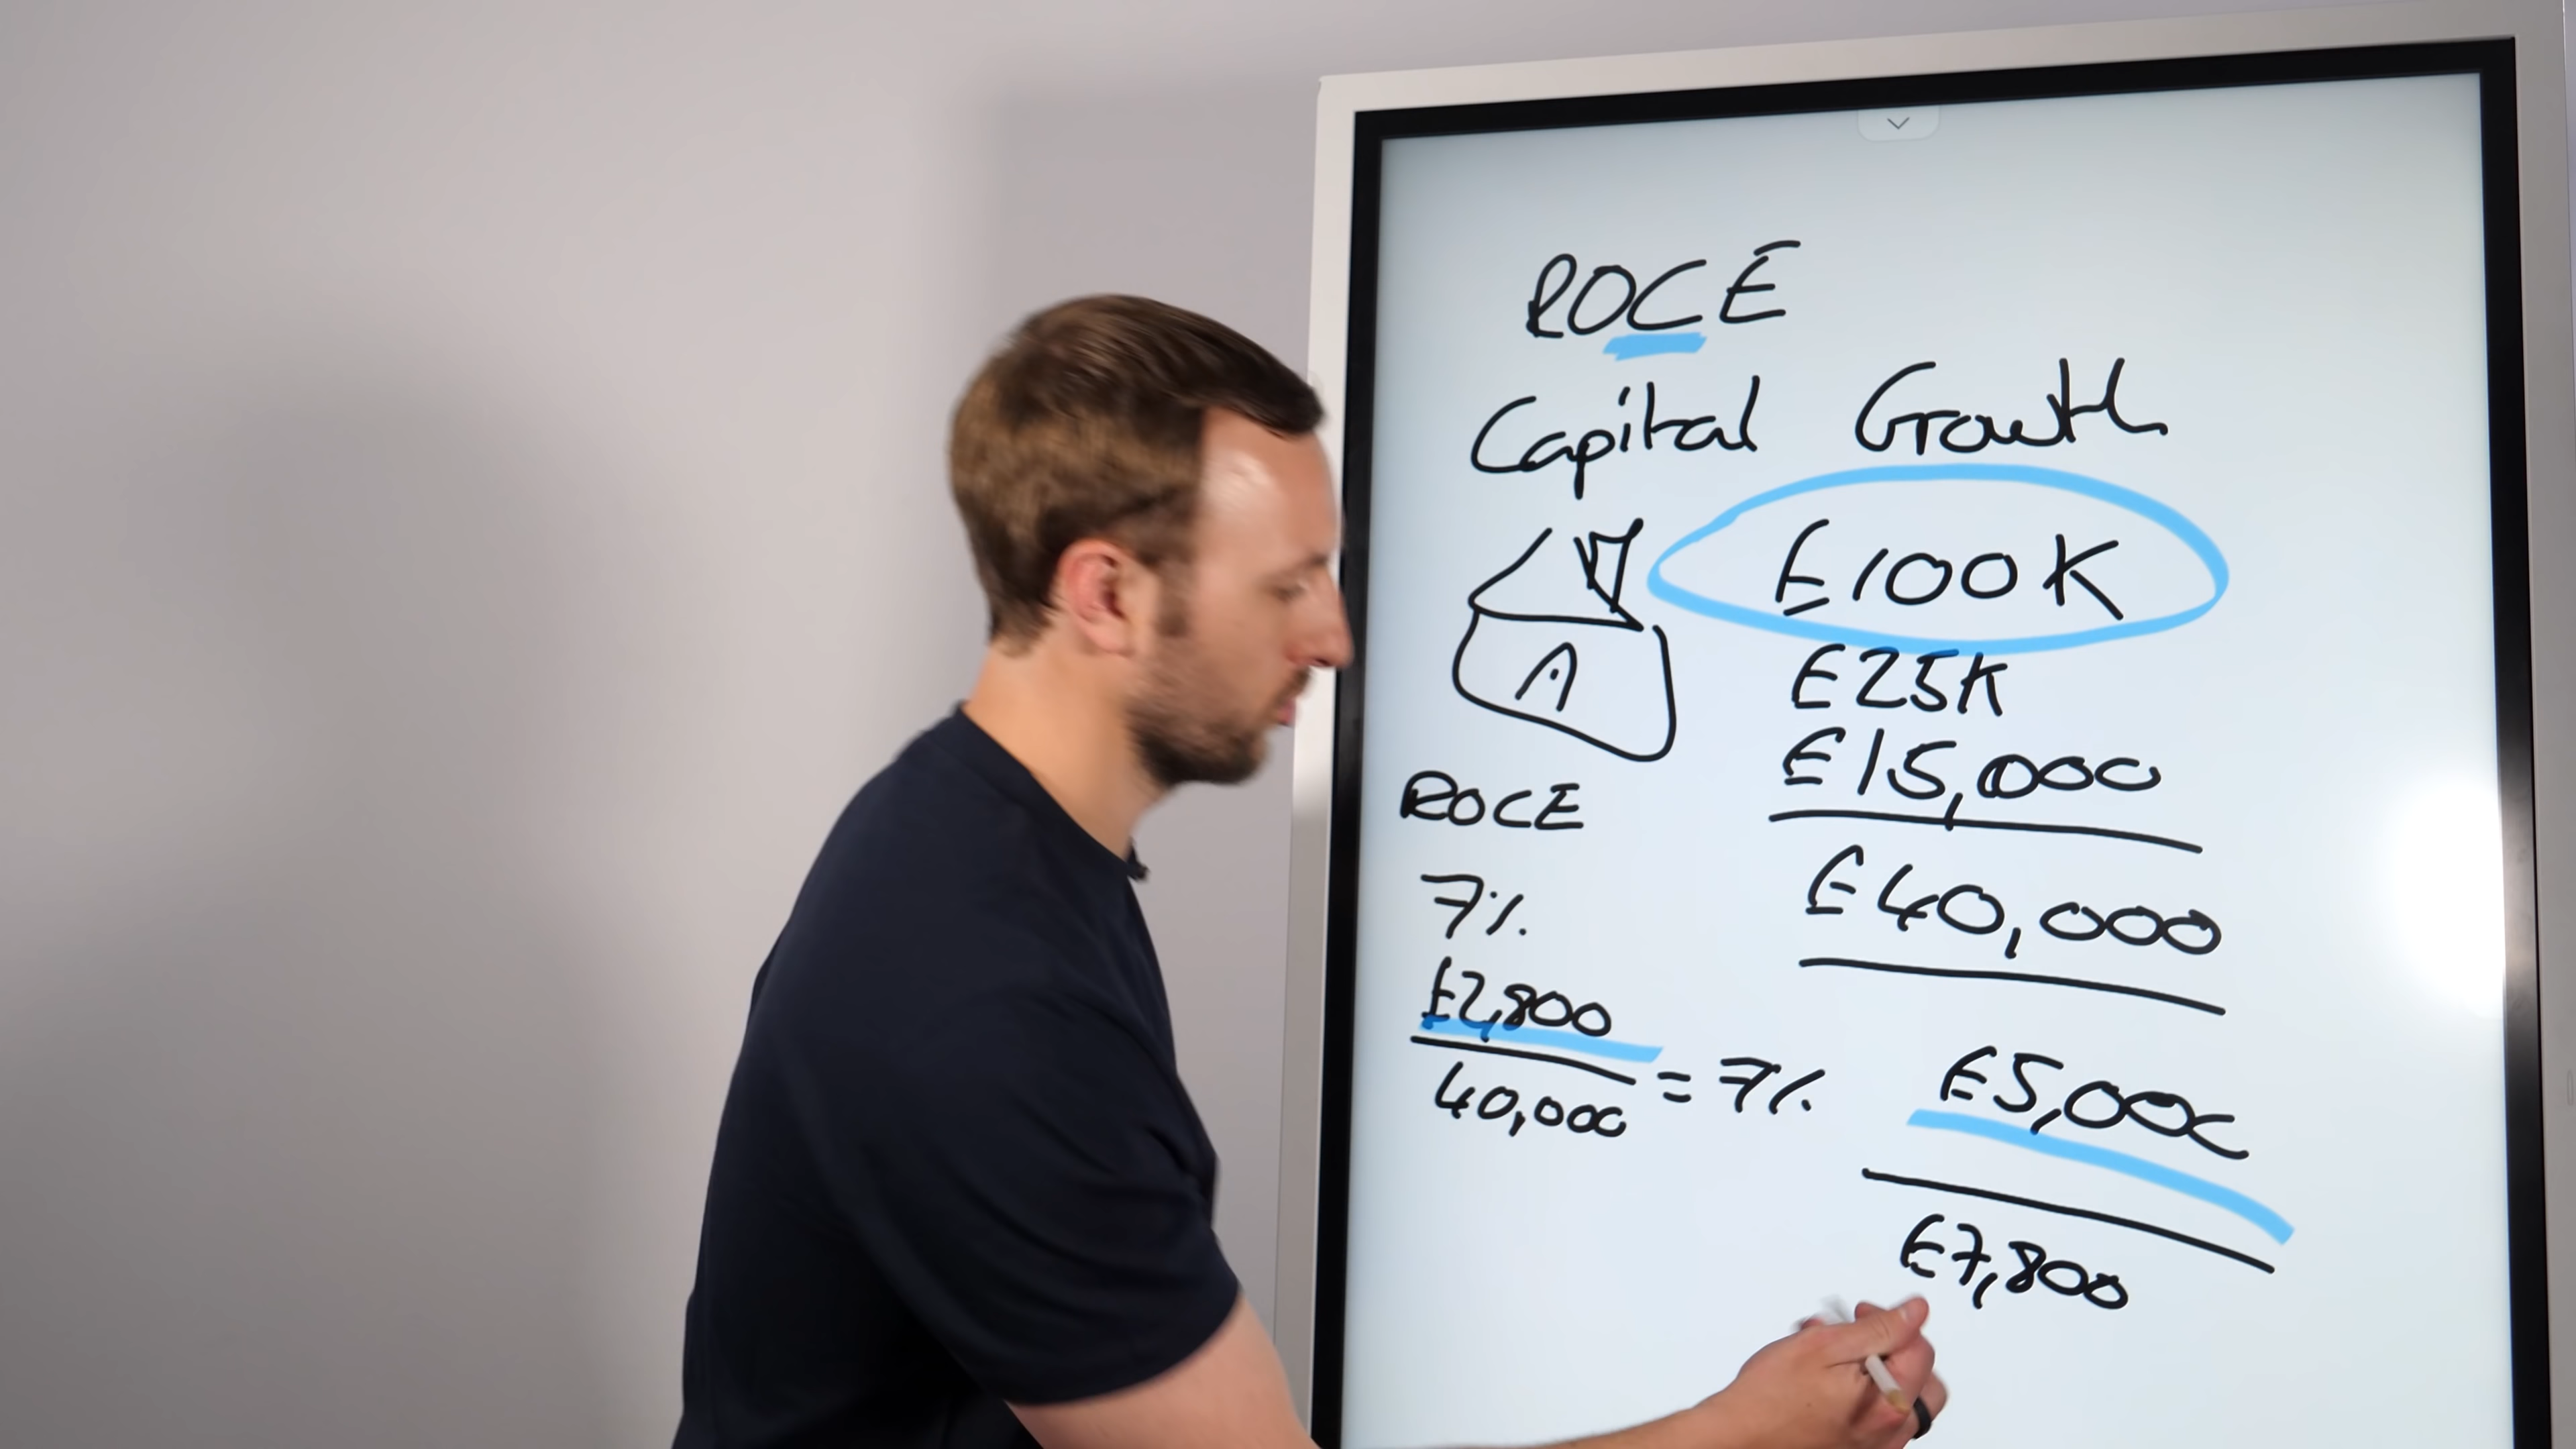 ROCE
Capital Growth
£100K
£25K
£15,000
£40,000
ROCE
7%
£2,800
40,000
= 7%
£5,000
£7,800